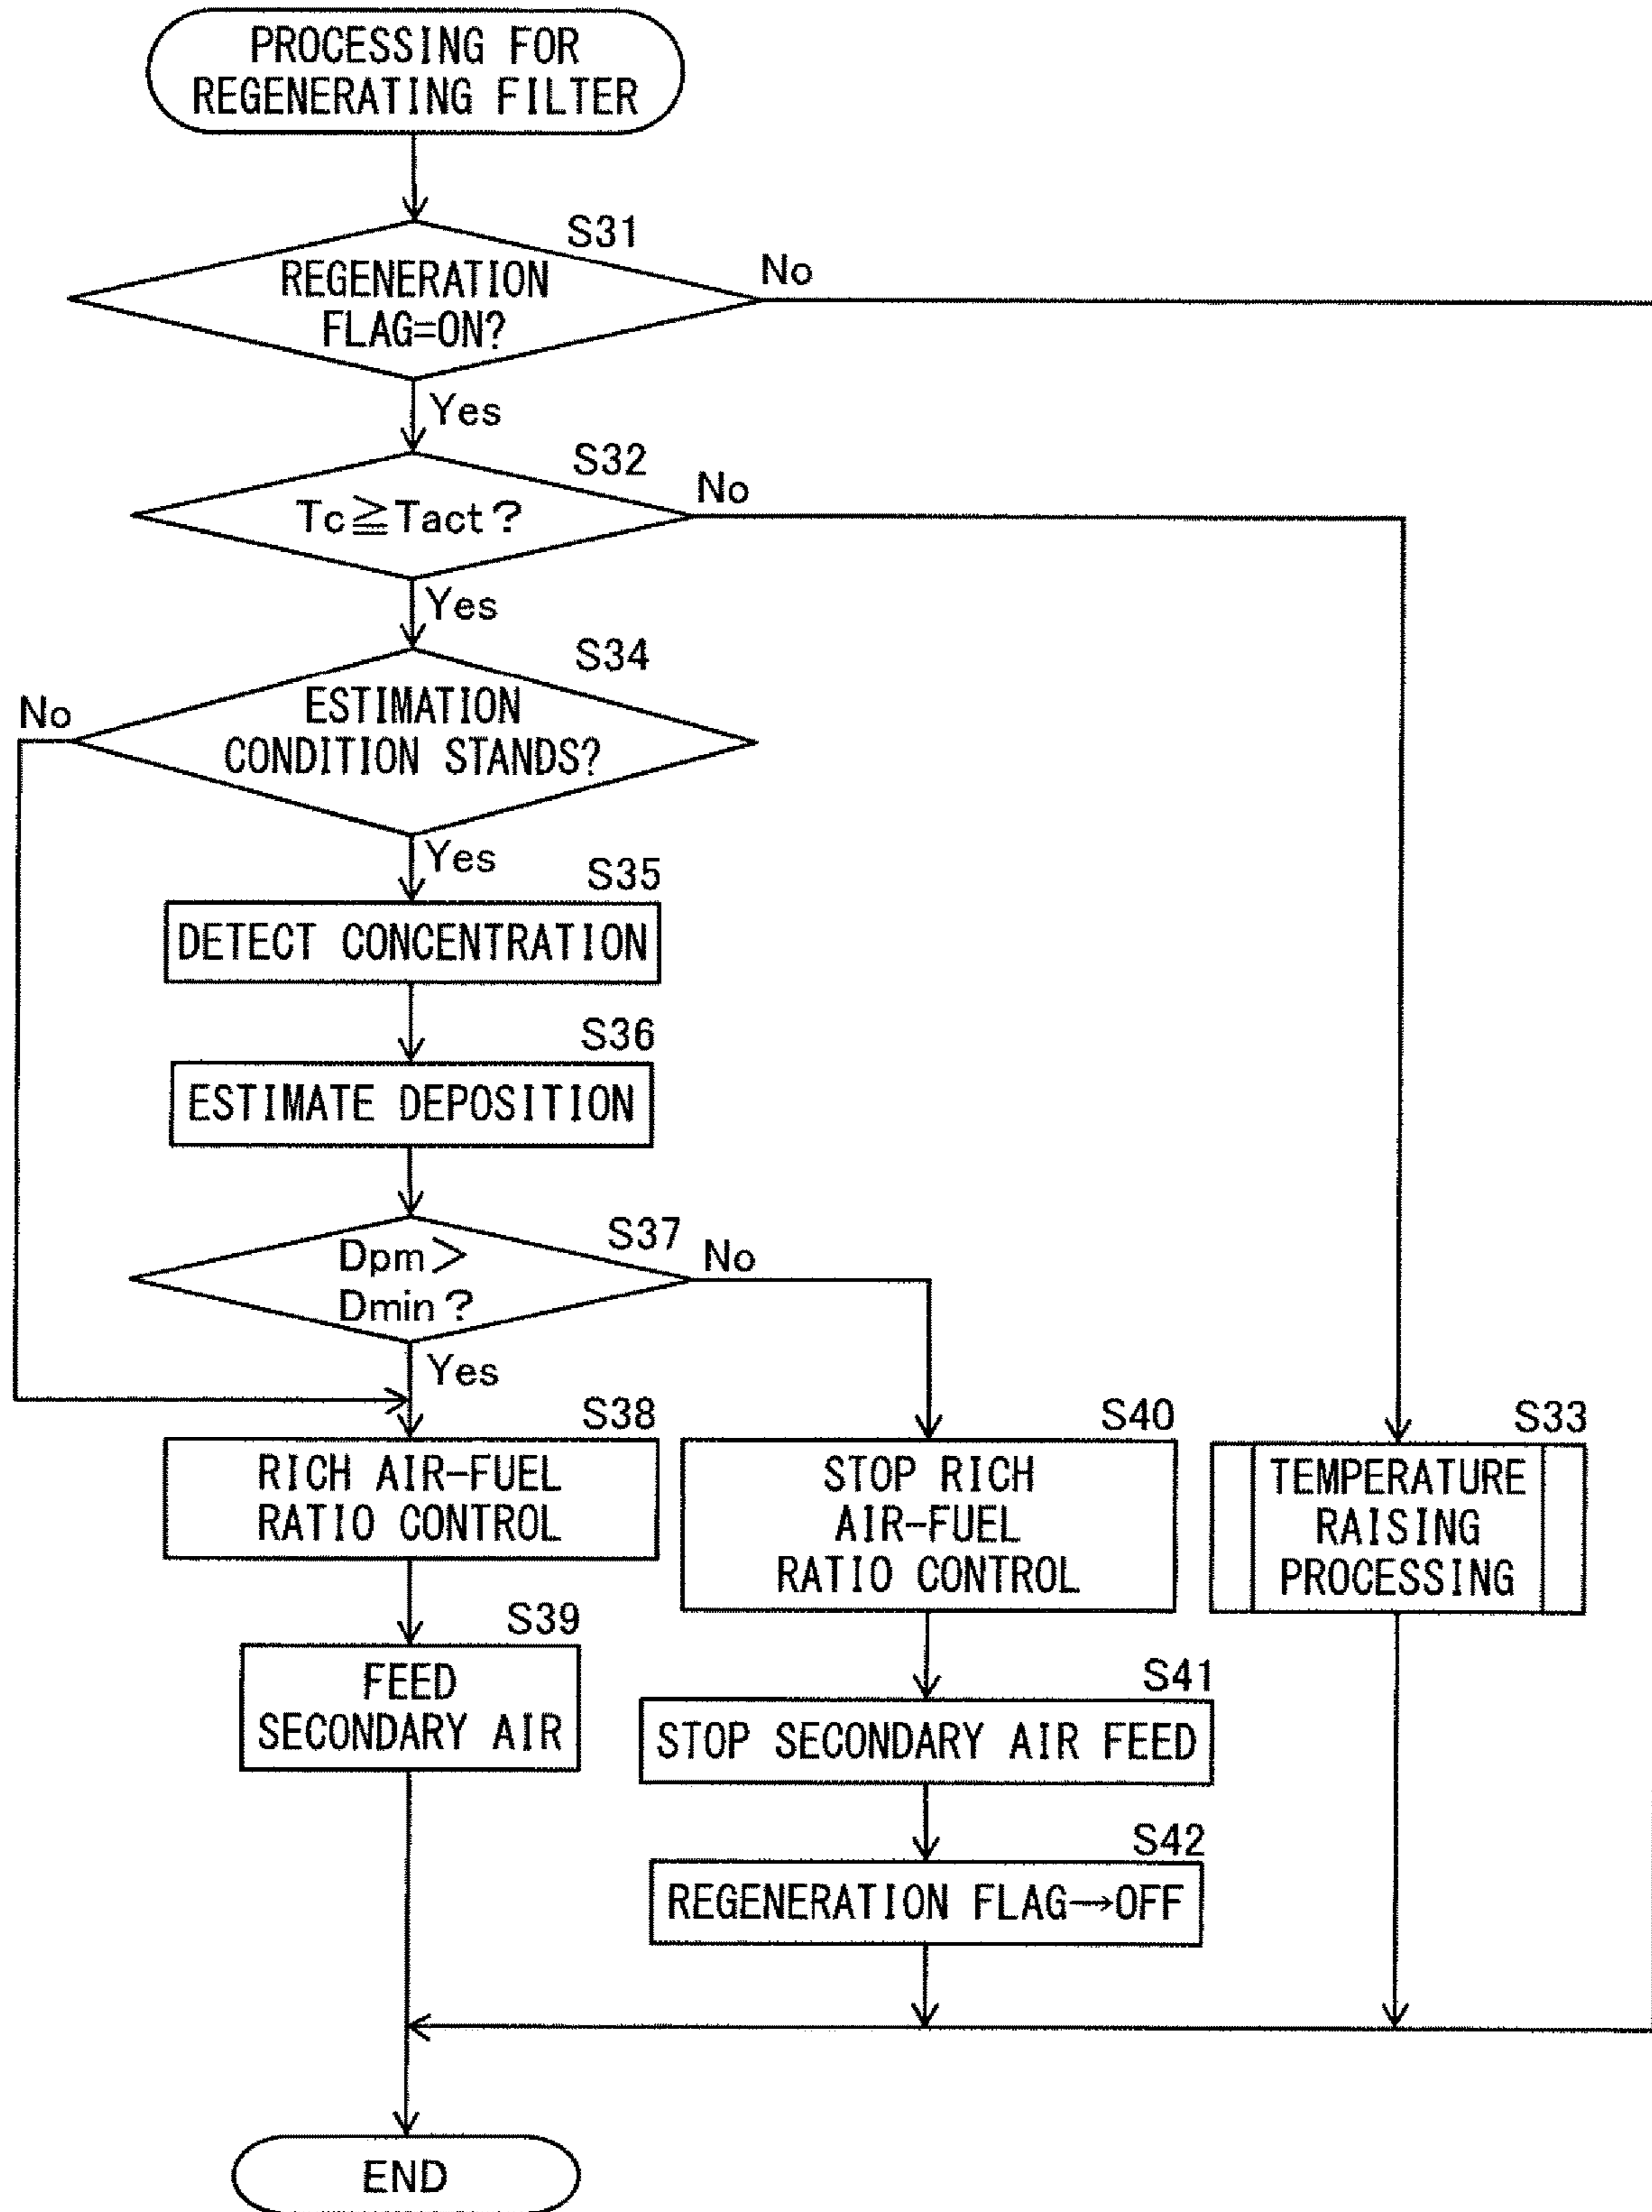 PROCESSING FOR
REGENERATING FILTER
S31
REGENERATION
FLAG=ON?
No
Yes
S32
Tc≧Tact?
No
Yes
S34
ESTIMATION
CONDITION STANDS?
No
Yes
S35
DETECT CONCENTRATION
S36
ESTIMATE DEPOSITION
S37
Dpm>
Dmin?
No
Yes
S38
RICH AIR-FUEL
RATIO CONTROL
S40
STOP RICH
AIR-FUEL
RATIO CONTROL
S33
TEMPERATURE
RAISING
PROCESSING
S39
FEED
SECONDARY AIR
S41
STOP SECONDARY AIR FEED
S42
REGENERATION FLAG→OFF
END